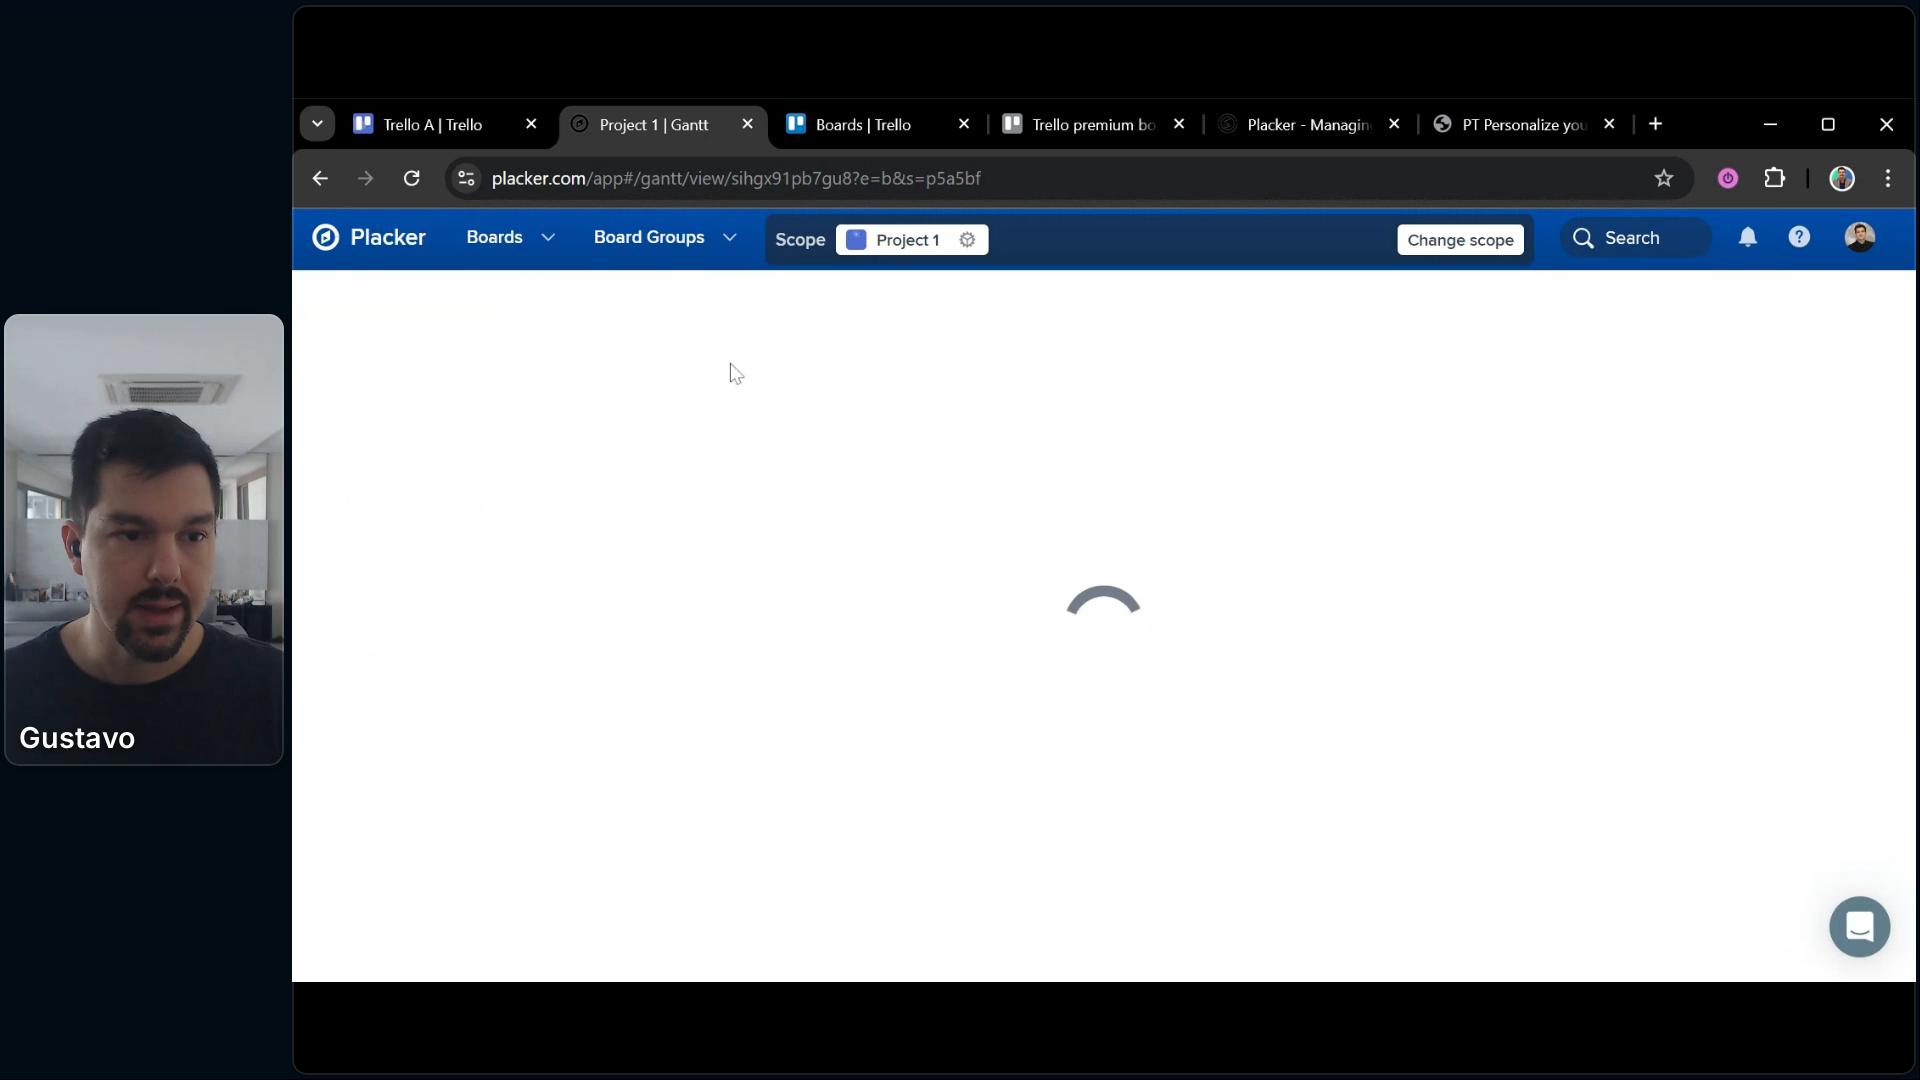 Trello A | Trello
Project 1 | Gantt
Boards | Trello
Trello premium bo
Placker - Managin
PT Personalize you
placker.com/app#/gantt/view/sihgx91pb7gu8?e=b&s=p5a5bf
Placker
Boards
Board Groups
Scope
Project 1
Change scope
Search
Gustavo